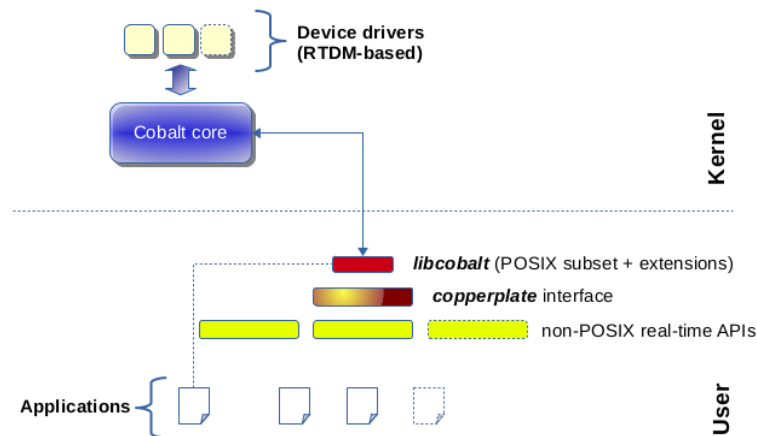 Device drivers
(RTDM-based)
Cobalt core
Kernel
libcobalt (POSIX subset + extensions)
copperplate interface
non-POSIX real-time APIs
Applications
User